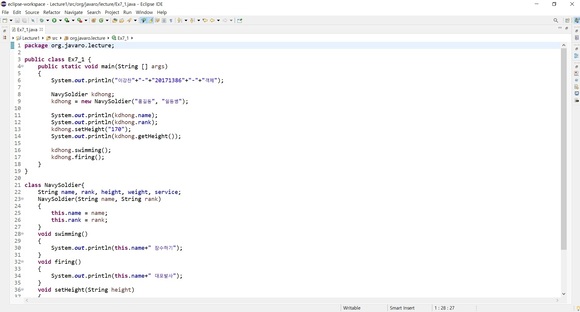 eclipse-workspace - Lecture1/src/org/javaro/lecture/Ex7_1.java - Eclipse IDE
File Edit Source Refactor Navigate Search Project Run Window Help
Ex7_1.java
Lecture1 src org.javaro.lecture Ex7_1
1 package org.javaro.lecture;
2
3 public class Ex7_1 {
4 public static void main(String [] args)
5 {
6 System.out.println("+"-"+"20171386"+"-"+");
7
8 NavySoldier kdhong;
9 kdhong = new NavySoldier("홍길동", "");
10
11 System.out.println(kdhong.name);
12 System.out.println(kdhong.rank);
13 kdhong.setHeight("170");
14 System.out.println(kdhong.getHeight());
15
16 kdhong.swimming();
17 kdhong.firing();
18 }
19 }
20
21 class NavySoldier{
22 String name, rank, height, weight, service;
23 NavySoldier(String name, String rank)
24 {
25 this.name = name;
26 this.rank = rank;
27 }
28 void swimming()
29 {
30 System.out.println(this.name+" 잠수하기");
31 }
32 void firing()
33 {
34 System.out.println(this.name+" 대포발사");
35 }
36 void setHeight(String height)
37 {
Writable Smart Insert 1 : 28 : 27